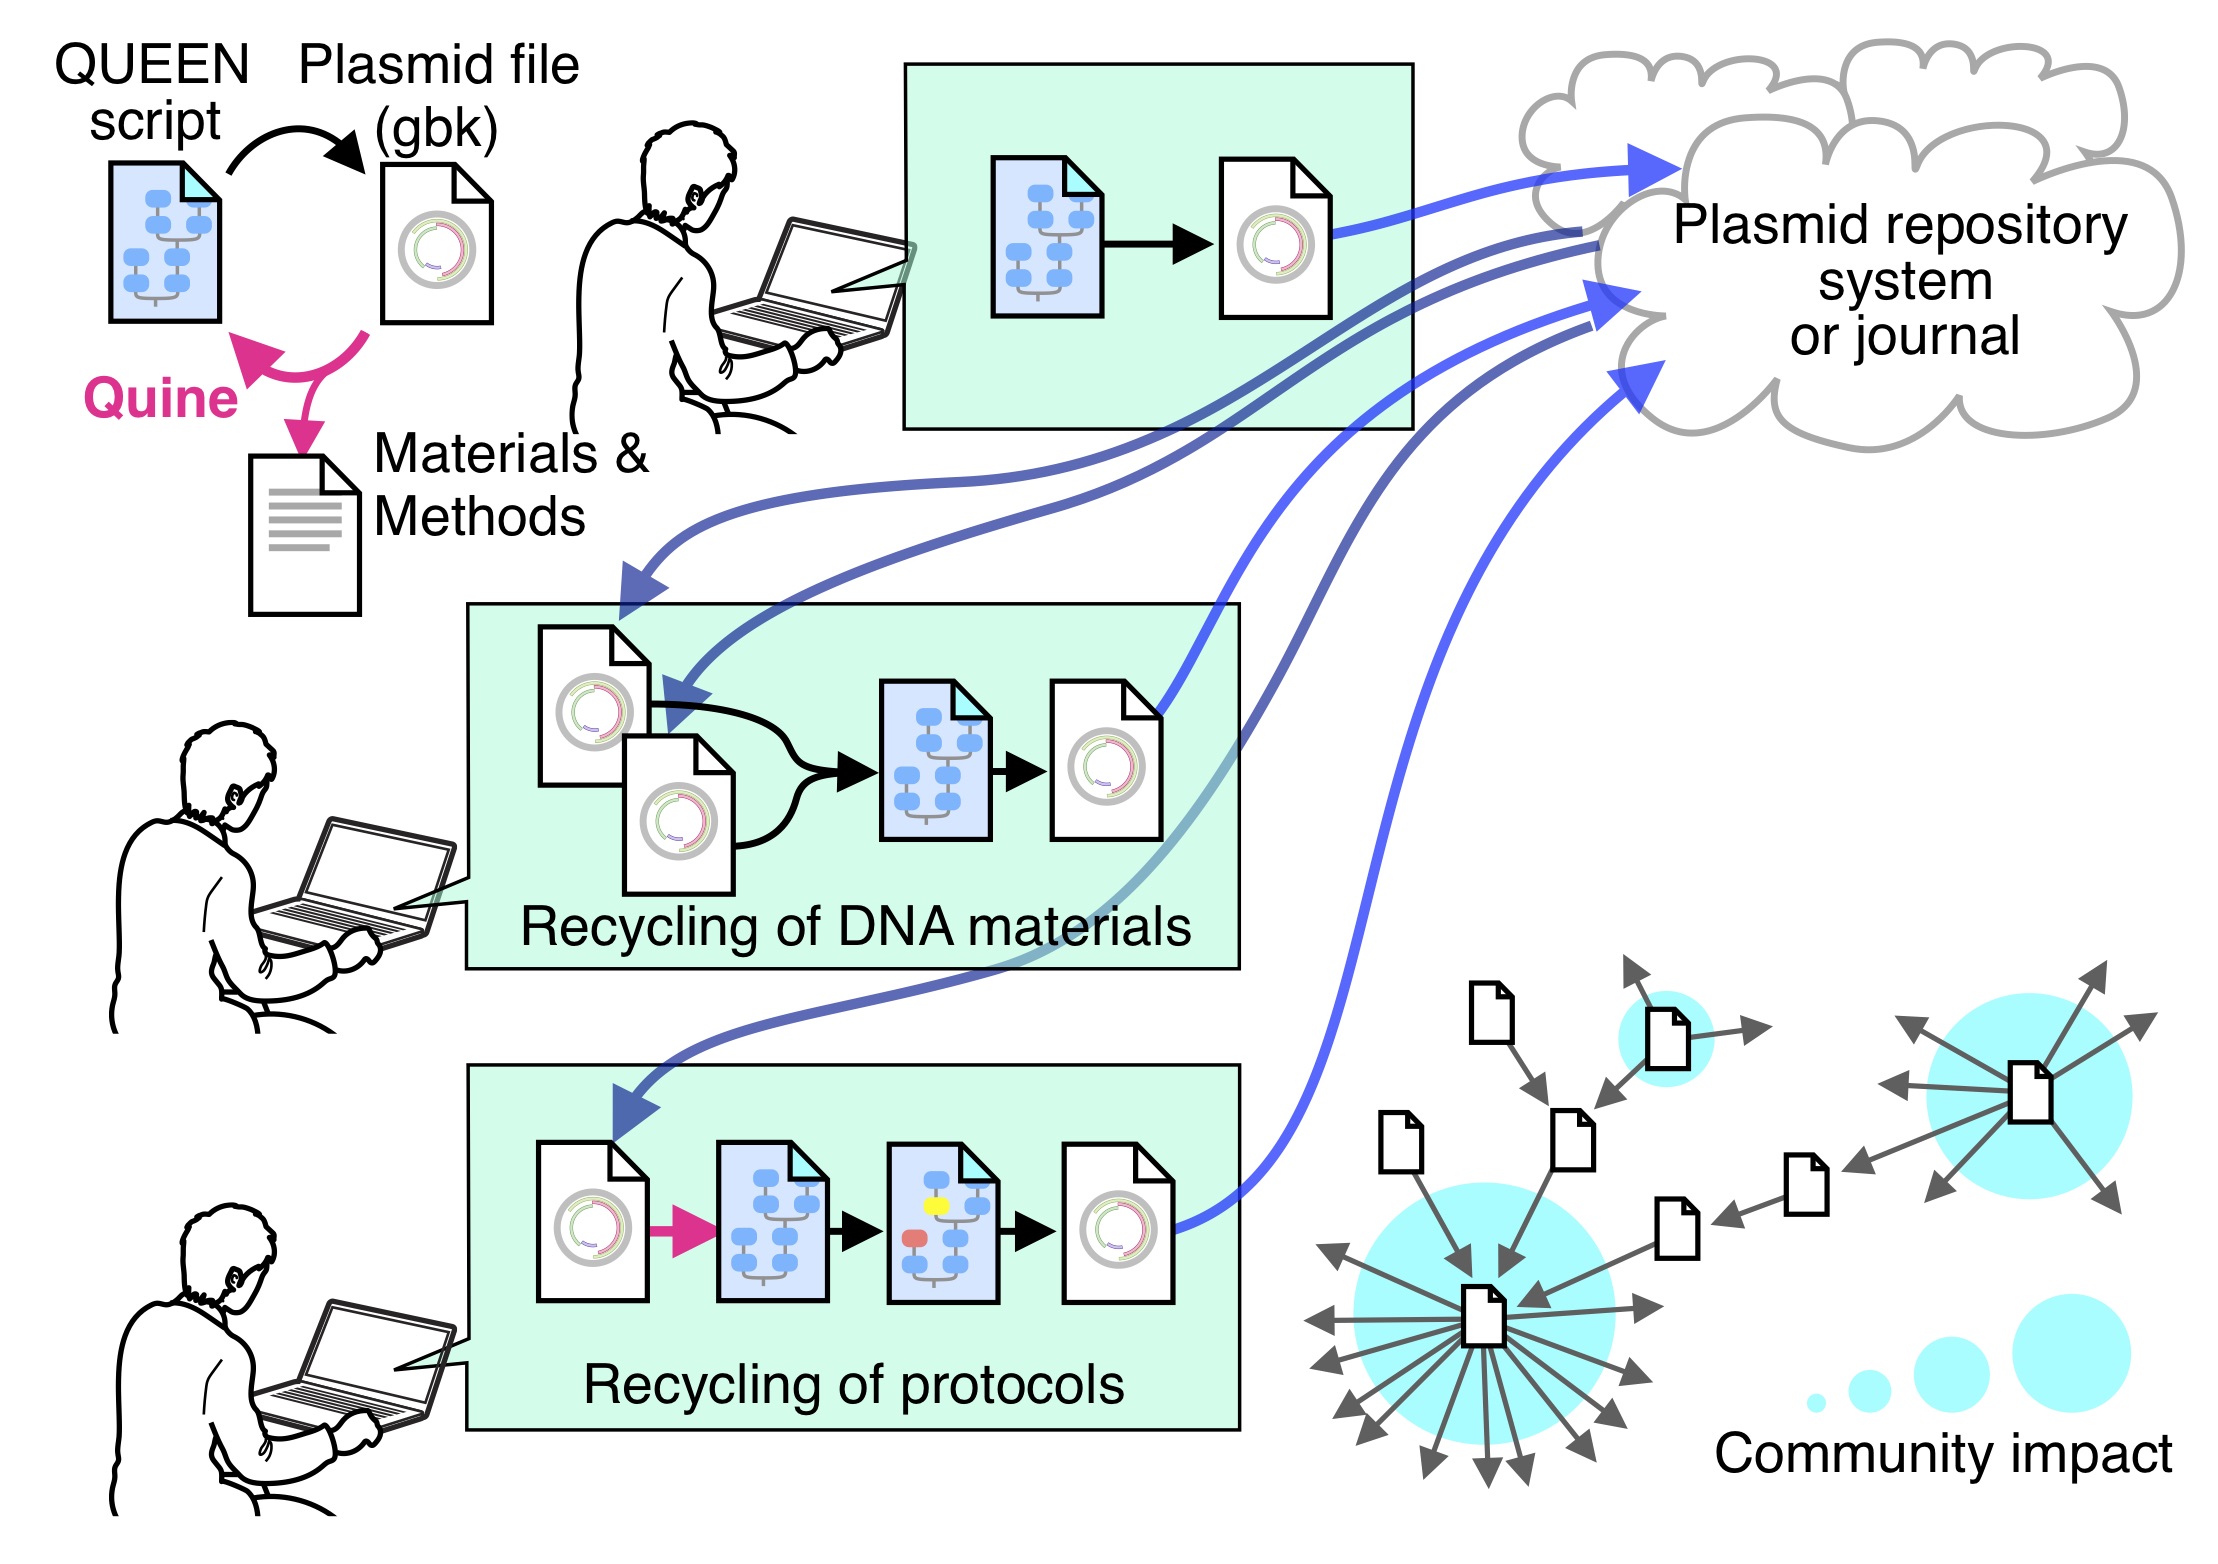 QUEEN
script
Plasmid file
(gbk)
Quine
Materials &
Methods
Plasmid repository
system
or journal
Recycling of DNA materials
Recycling of protocols
Community impact